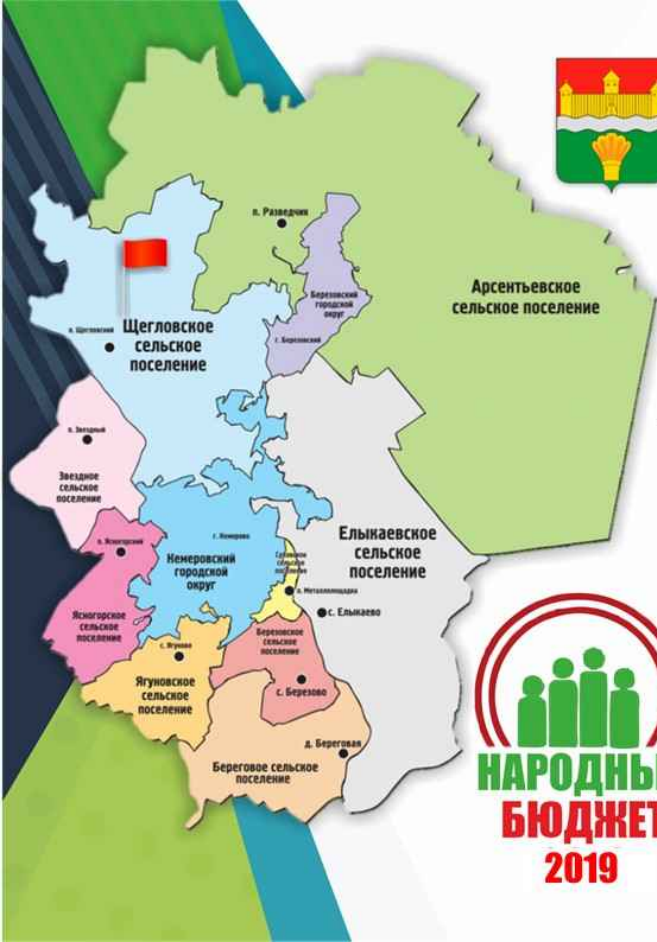 п. Разведчик
Арсентьевское
сельское поселение
Березовский
городской
округ
г. Березовский
Щегловское
сельское
поселение
п. Щегловский
п. Звездный
Звездное
сельское
поселение
Елыкаевское
сельское
поселение
г. Кемерово
п. Ясногорский
Кемеровский
городской
округ
сельское
поселение
п. Металлплощадка
с. Елыкаево
Ясногорское
сельское
поселение
Березовское
сельское
поселение
с. Ягуново
Ягуновское
сельское
поселение
с. Березово
д. Береговая
Береговое сельское
поселение
НАРОДНЫ
БЮДЖЕТ
2019